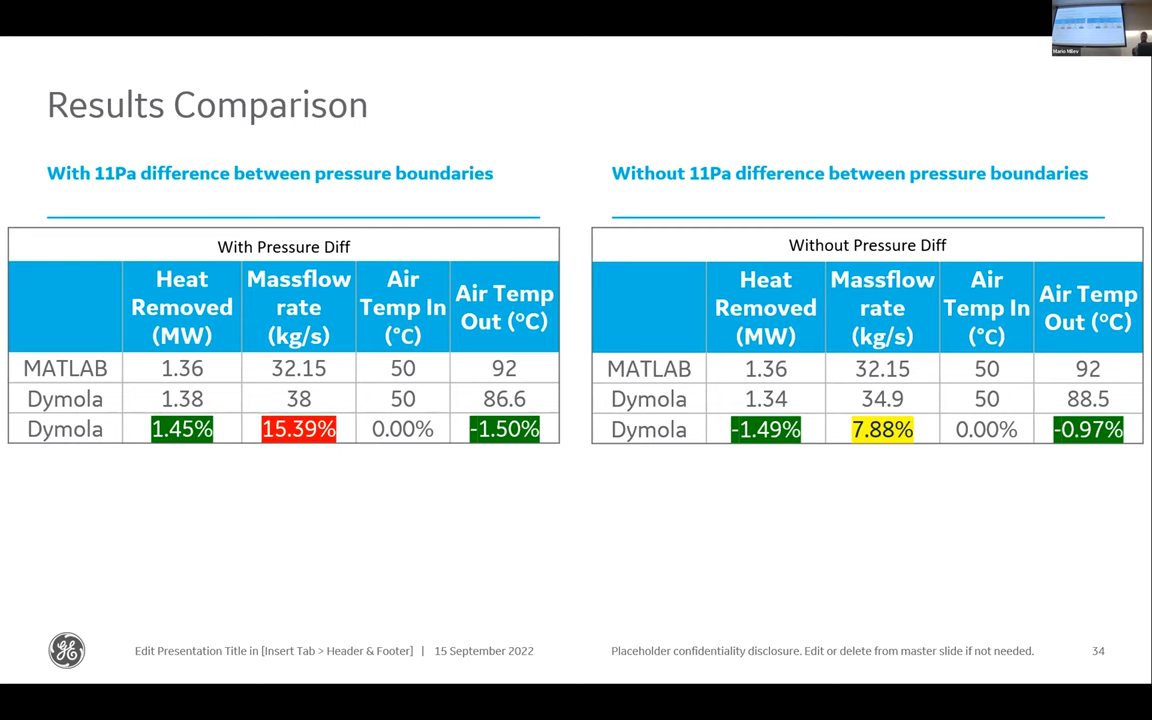 Mario Milev
Results Comparison
With 11Pa difference between pressure boundaries
With Pressure Diff
Heat Removed (MW) Massflow rate (kg/s) Air Temp In (°C) Air Temp Out (°C)
MATLAB 1.36 32.15 50 92
Dymola 1.38 38 50 86.6
Dymola 1.45% 15.39% 0.00% -1.50%
Without 11Pa difference between pressure boundaries
Without Pressure Diff
Heat Removed (MW) Massflow rate (kg/s) Air Temp In (°C) Air Temp Out (°C)
MATLAB 1.36 32.15 50 92
Dymola 1.34 34.9 50 88.5
Dymola -1.49% 7.88% 0.00% -0.97%
Edit Presentation Title in [Insert Tab > Header & Footer] | 15 September 2022
Placeholder confidentiality disclosure. Edit or delete from master slide if not needed.
34